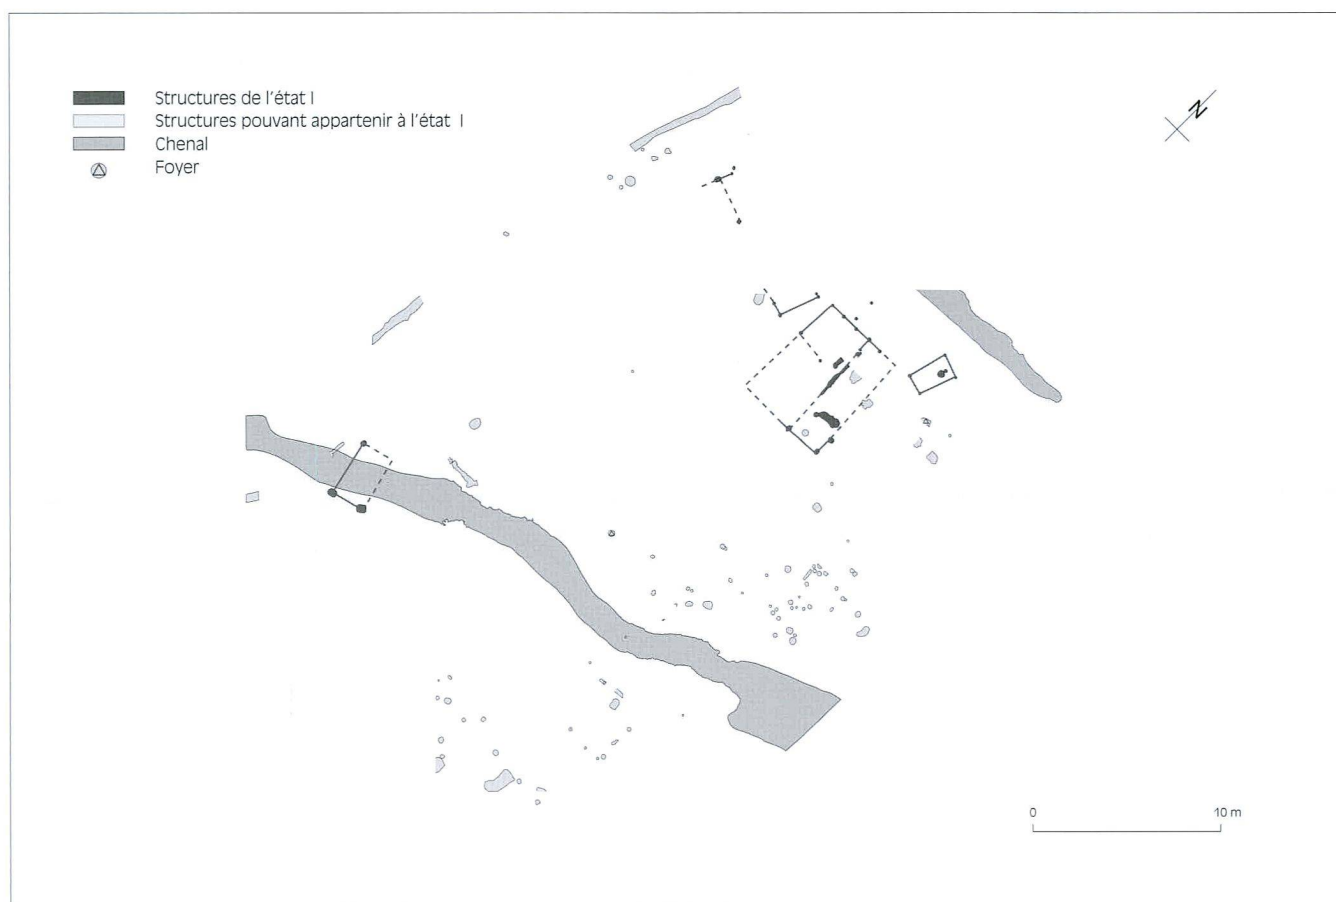 Structures de l'état I
Structures pouvant appartenir à l'état I
Chenal
Foyer
N
0 10 m